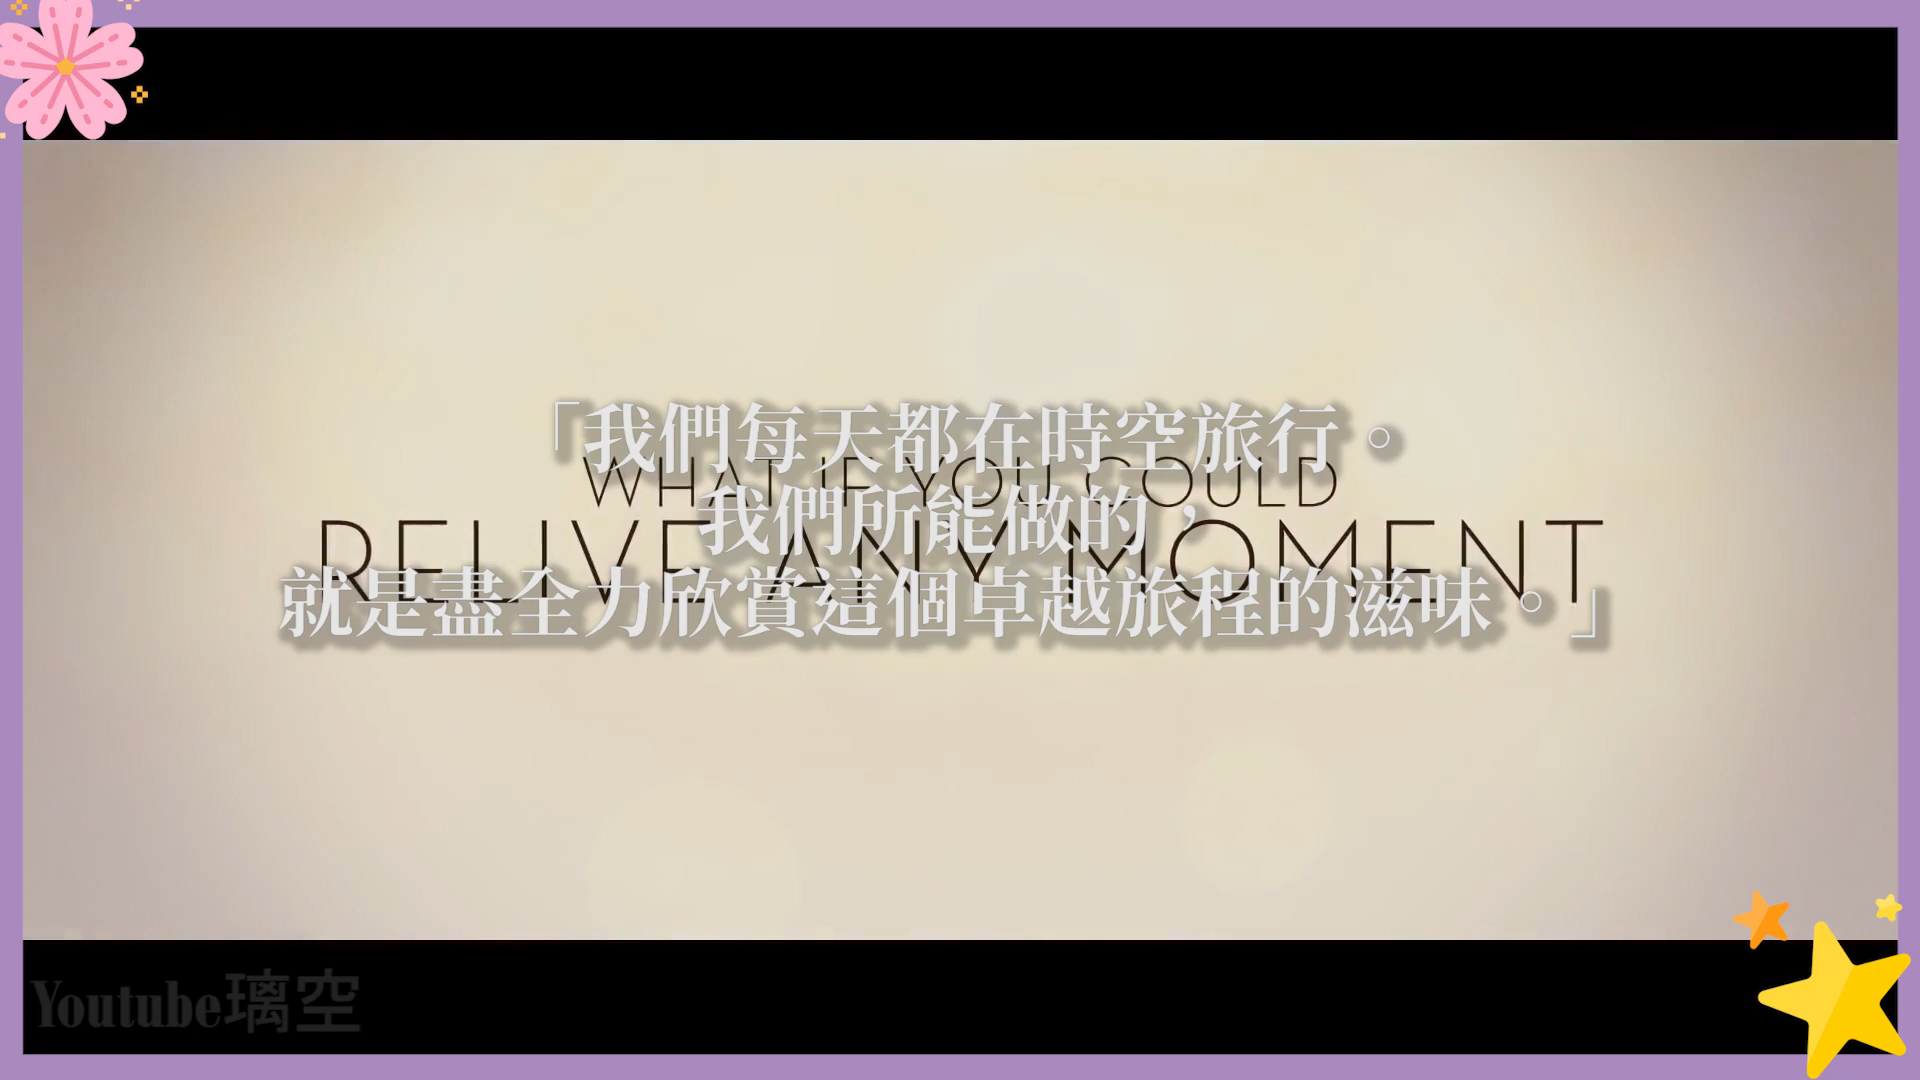 「我們每天都在時空旅行。
WHAT IF YOU COULD
我們所能做的，
RELIVE ANY MOMENT
就是盡全力欣賞這個卓越旅程的滋味。」
Youtube璃空